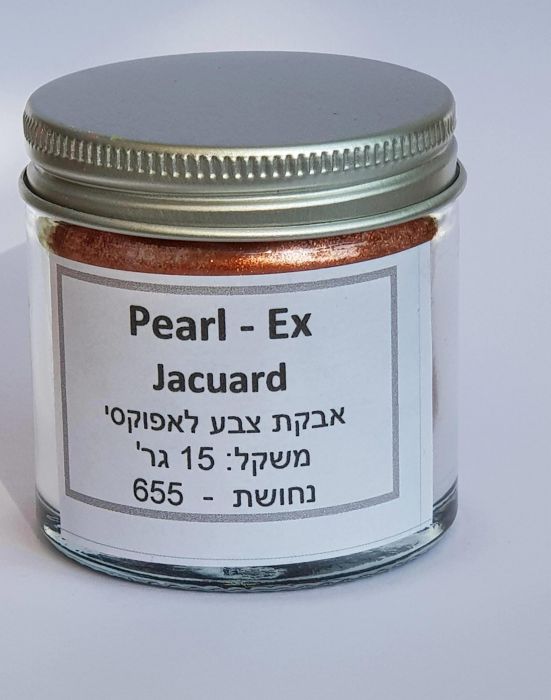 Pearl - Ex
Jacuard
אבקת צבע לאפוקסי
משקל: 15 גר'
נחושת - 655